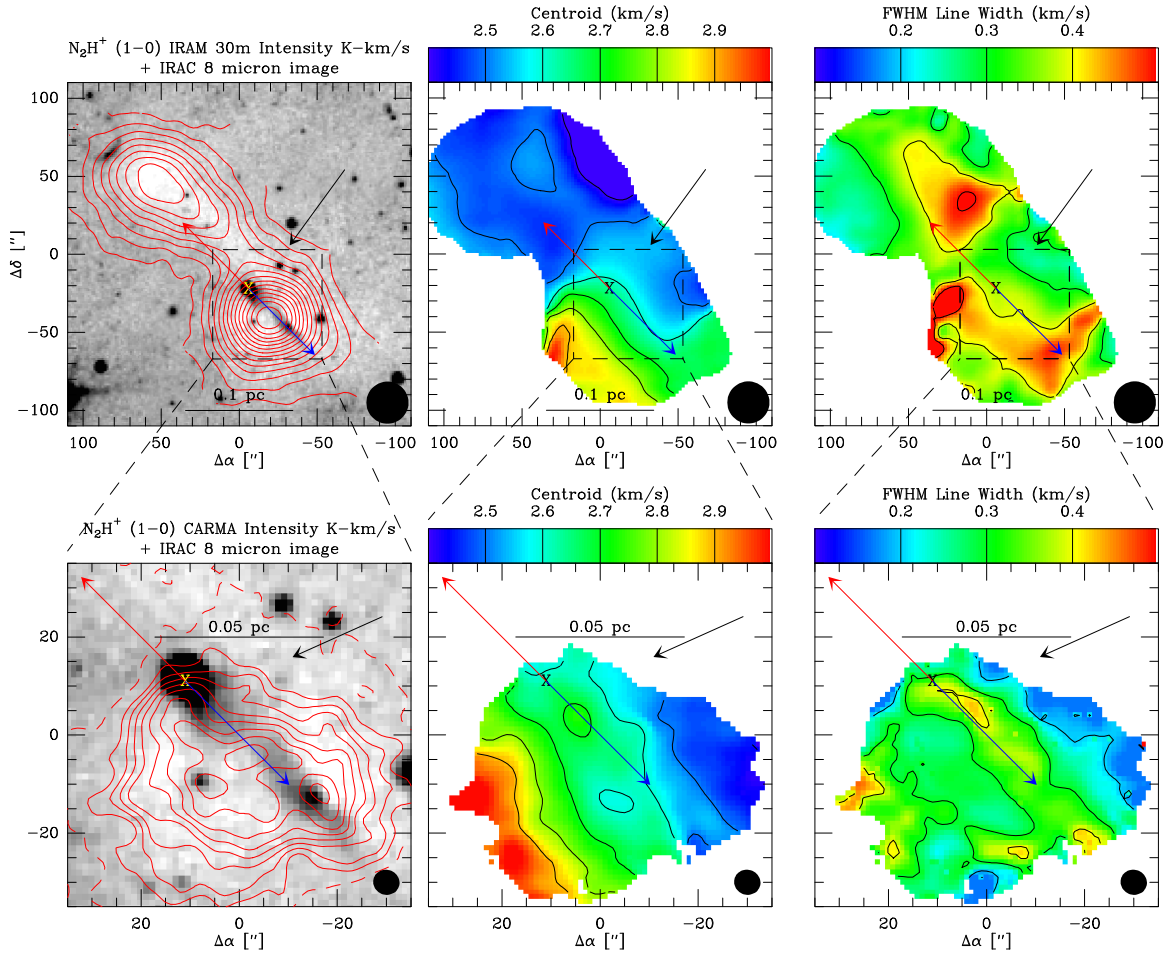 Centroid (km/s)
FWHM Line Width (km/s)
2.5 2.6 2.7 2.8 2.9
0.2 0.3 0.4
N₂H⁺ (1−0) IRAM 30m Intensity K−km/s
+ IRAC 8 micron image
100
50
0
−50
−100
Δδ ["]
X
X
X
0.1 pc
0.1 pc
0.1 pc
100 50 0 −50 −100
100 50 0 −50 −100
100 50 0 −50 −100
Δα ["]
Δα ["]
Δα ["]
Centroid (km/s)
FWHM Line Width (km/s)
2.5 2.6 2.7 2.8 2.9
0.2 0.3 0.4
N₂H⁺ (1−0) CARMA Intensity K−km/s
+ IRAC 8 micron image
20
0
−20
0.05 pc
0.05 pc
0.05 pc
X
X
X
20 0 −20
20 0 −20
20 0 −20
Δα ["]
Δα ["]
Δα ["]